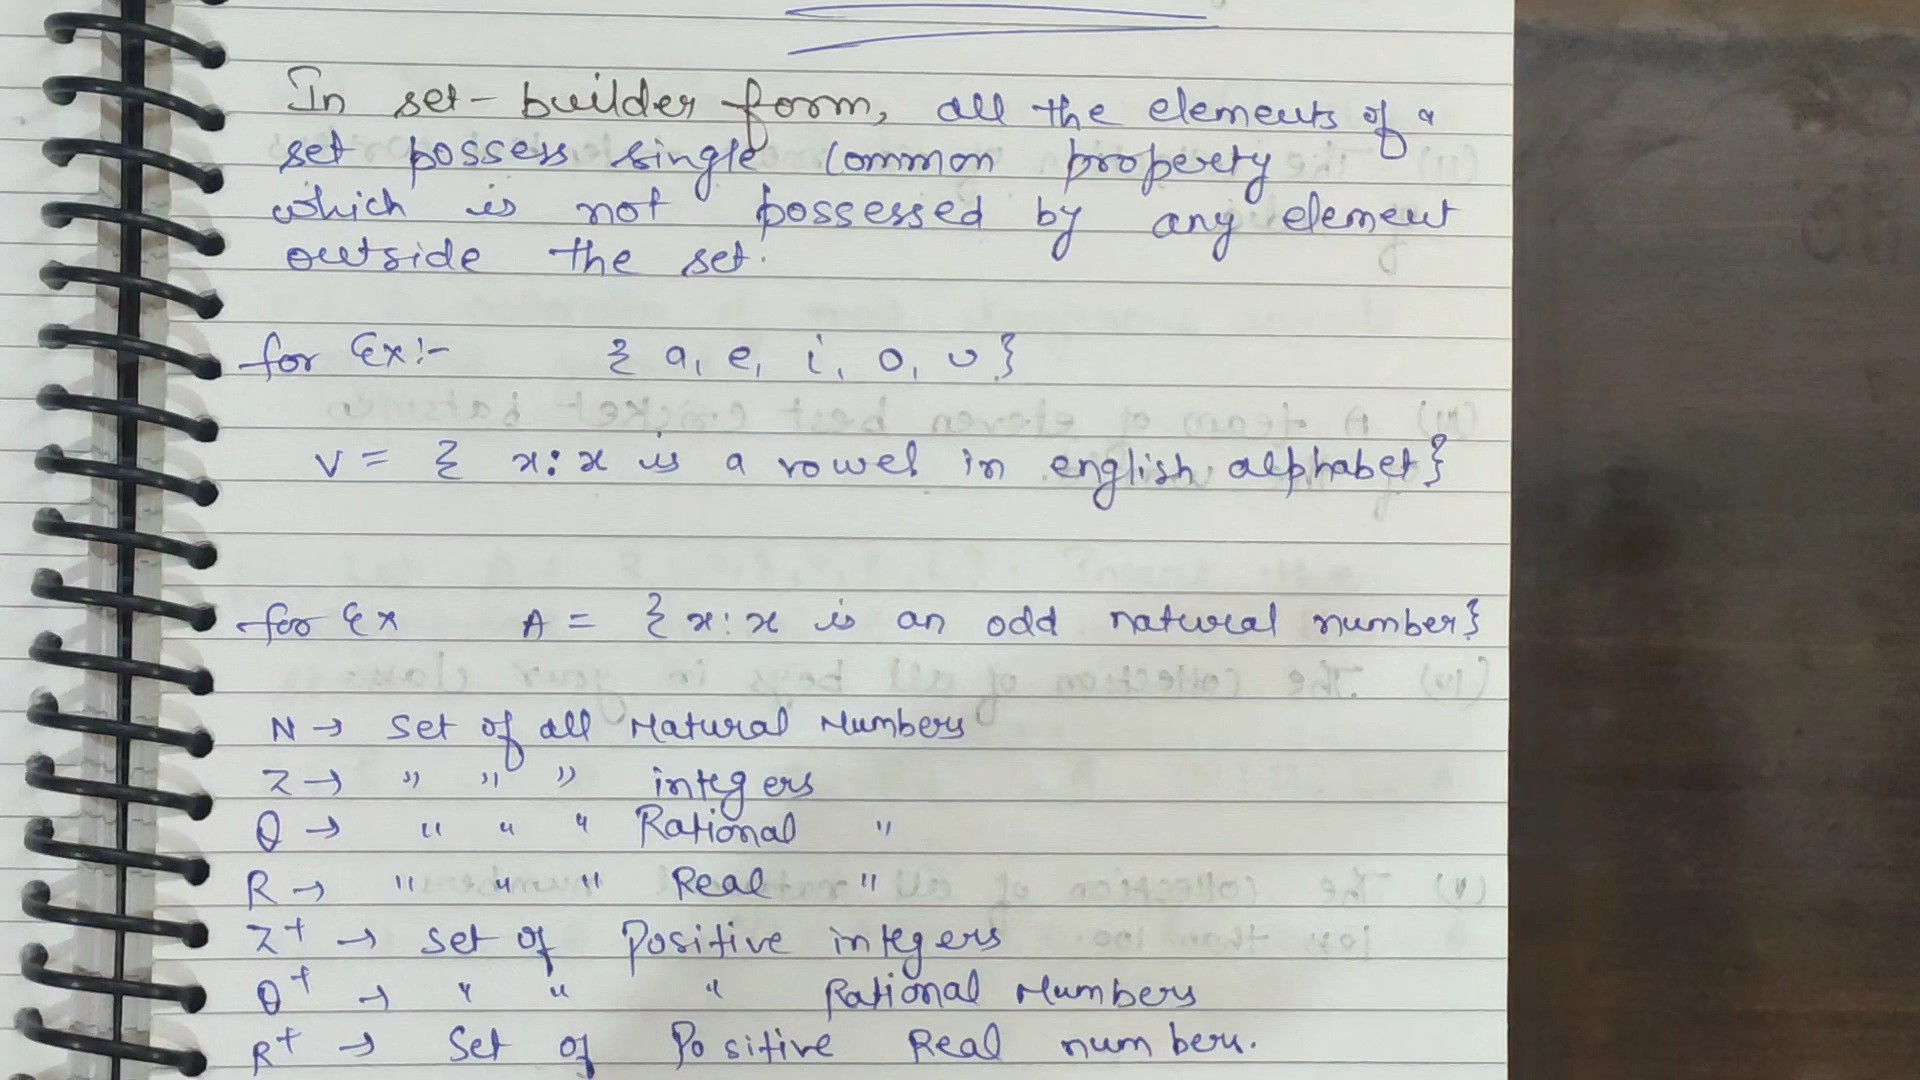 In set-builder form, all the elements of a
set possess single common property
which is not possessed by any element
outside the set.
for Ex:- { a, e, i, o, u }
V = { x: x is a vowel in english alphabet}
for Ex A = {x: x is an odd natural number}
N → set of all Natural Numbers
Z → " " " integers
Q → " " " Rational "
R → " " " Real "
Z+ → set of Positive integers
Q+ → " " " Rational Numbers
R+ → Set of Positive Real numbers.